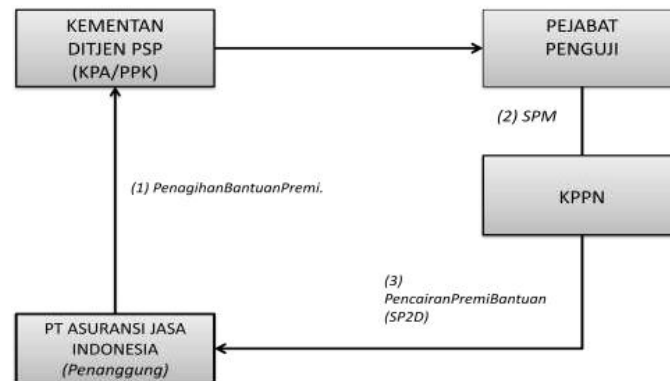 KEMENTAN
DITJEN PSP
(KPA/PPK)
PEJABAT
PENGUJI
(2) SPM
(1) PenagihanBantuanPremi.
KPPN
(3)
PencairanPremiBantuan
(SP2D)
PT ASURANSI JASA
INDONESIA
(Penanggung)